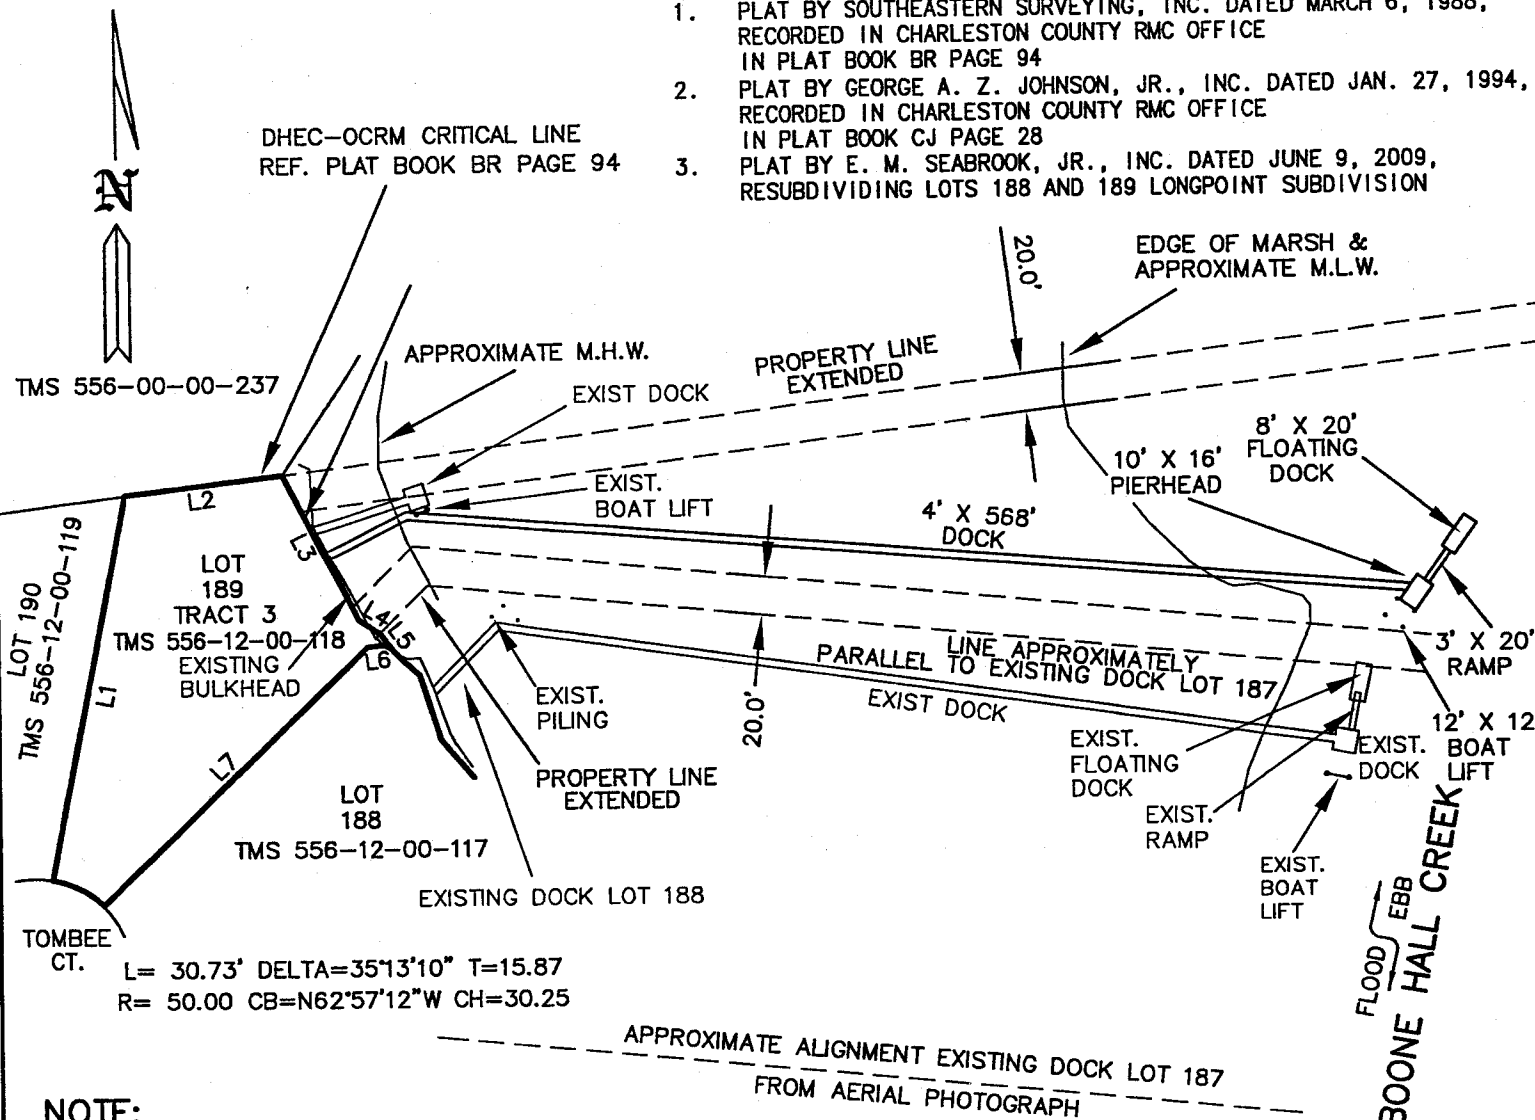 1. PLAT BY SOUTHEASTERN SURVEYING, INC. DATED MARCH 6, 1988,
RECORDED IN CHARLESTON COUNTY RMC OFFICE
IN PLAT BOOK BR PAGE 94
2. PLAT BY GEORGE A. Z. JOHNSON, JR., INC. DATED JAN. 27, 1994,
RECORDED IN CHARLESTON COUNTY RMC OFFICE
IN PLAT BOOK CJ PAGE 28
3. PLAT BY E. M. SEABROOK, JR., INC. DATED JUNE 9, 2009,
RESUBDIVIDING LOTS 188 AND 189 LONGPOINT SUBDIVISION
DHEC-OCRM CRITICAL LINE
REF. PLAT BOOK BR PAGE 94
N
TMS 556-00-00-237
APPROXIMATE M.H.W.
EXIST DOCK
EXIST.
BOAT LIFT
PROPERTY LINE
EXTENDED
20.0'
EDGE OF MARSH &
APPROXIMATE M.L.W.
8' X 20'
FLOATING
DOCK
10' X 16'
PIERHEAD
4' X 568'
DOCK
3' X 20'
RAMP
12' X 12
BOAT
LIFT
L2
L3
LOT
189
TRACT 3
TMS 556-12-00-118
EXISTING
BULKHEAD
LOT 190
TMS 556-12-00-119
L1
L4
L5
L6
L7
LINE APPROXIMATELY
PARALLEL TO EXISTING DOCK LOT 187
EXIST DOCK
20.0'
EXIST.
PILING
PROPERTY LINE
EXTENDED
EXIST.
FLOATING
DOCK
EXIST.
RAMP
EXIST.
DOCK
EXIST.
BOAT
LIFT
LOT
188
TMS 556-12-00-117
EXISTING DOCK LOT 188
TOMBEE
CT.
L= 30.73' DELTA=35°13'10" T=15.87
R= 50.00 CB=N62°57'12"W CH=30.25
FLOOD
EBB
BOONE HALL CREEK
APPROXIMATE ALIGNMENT EXISTING DOCK LOT 187
FROM AERIAL PHOTOGRAPH
NOTE: